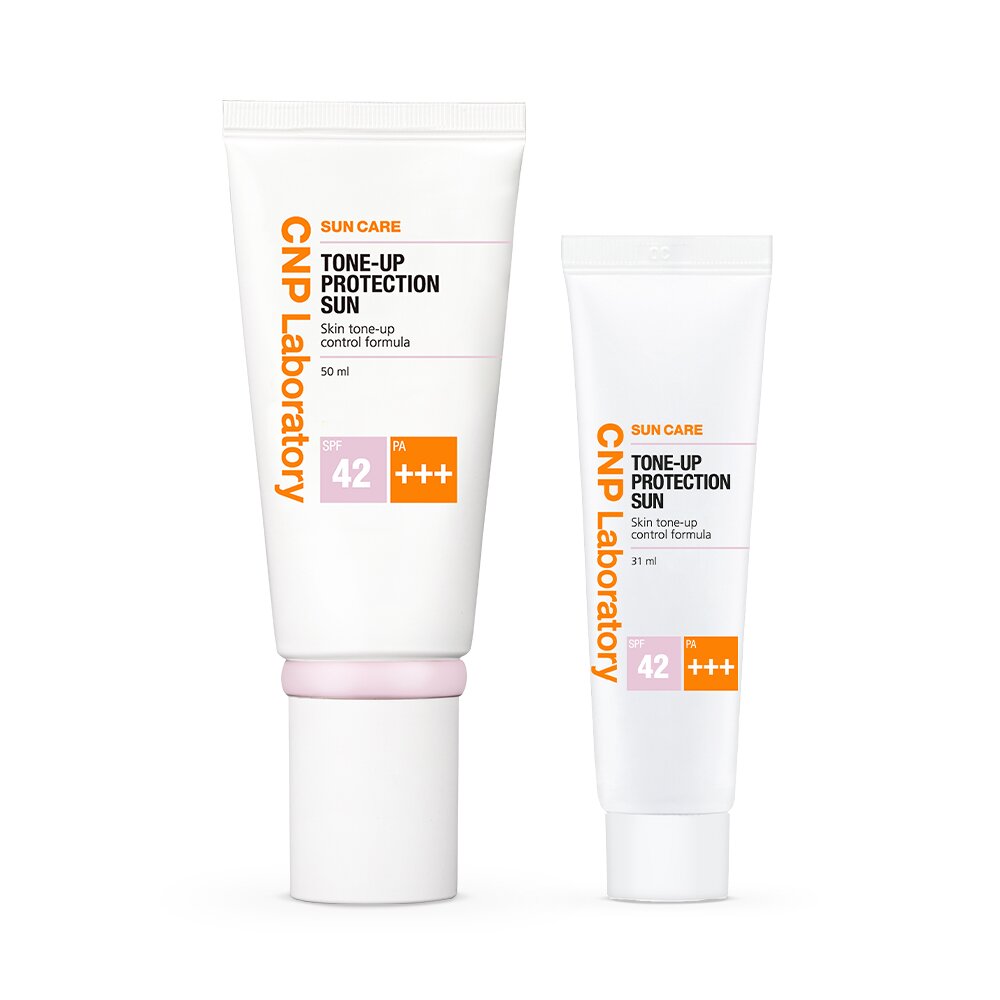 CNP Laboratory
SUN CARE
TONE-UP
PROTECTION
SUN
Skin tone-up
control formula
50 ml
SPF
42
PA
+++
CNP Laboratory
SUN CARE
TONE-UP
PROTECTION
SUN
Skin tone-up
control formula
31 ml
SPF
42
PA
+++